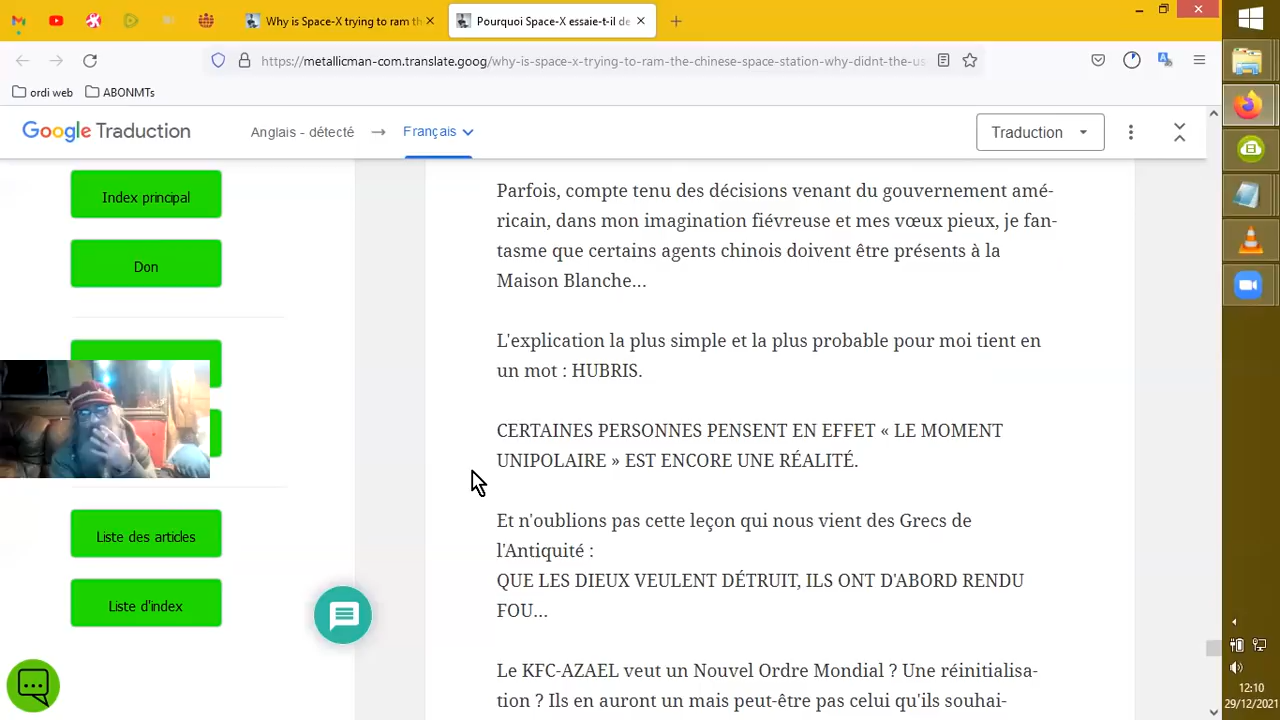 Why is Space-X trying to ram th
Pourquoi Space-X essaie-t-il de
https://metallicman-com.translate.goog/why-is-space-x-trying-to-ram-the-chinese-space-station-why-didnt-the-us
ordi web
ABONMTs
Google Traduction
Anglais - détecté
Français
Traduction
Index principal
Don
Liste des articles
Liste d'index
Parfois, compte tenu des décisions venant du gouvernement amé-
ricain, dans mon imagination fiévreuse et mes vœux pieux, je fan-
tasme que certains agents chinois doivent être présents à la
Maison Blanche...
L'explication la plus simple et la plus probable pour moi tient en
un mot : HUBRIS.
CERTAINES PERSONNES PENSENT EN EFFET « LE MOMENT
UNIPOLAIRE » EST ENCORE UNE RÉALITÉ.
Et n'oublions pas cette leçon qui nous vient des Grecs de
l'Antiquité :
QUE LES DIEUX VEULENT DÉTRUIT, ILS ONT D'ABORD RENDU
FOU...
Le KFC-AZAEL veut un Nouvel Ordre Mondial ? Une réinitialisa-
tion ? Ils en auront un mais peut-être pas celui qu'ils souhai-
12:10
29/12/2021